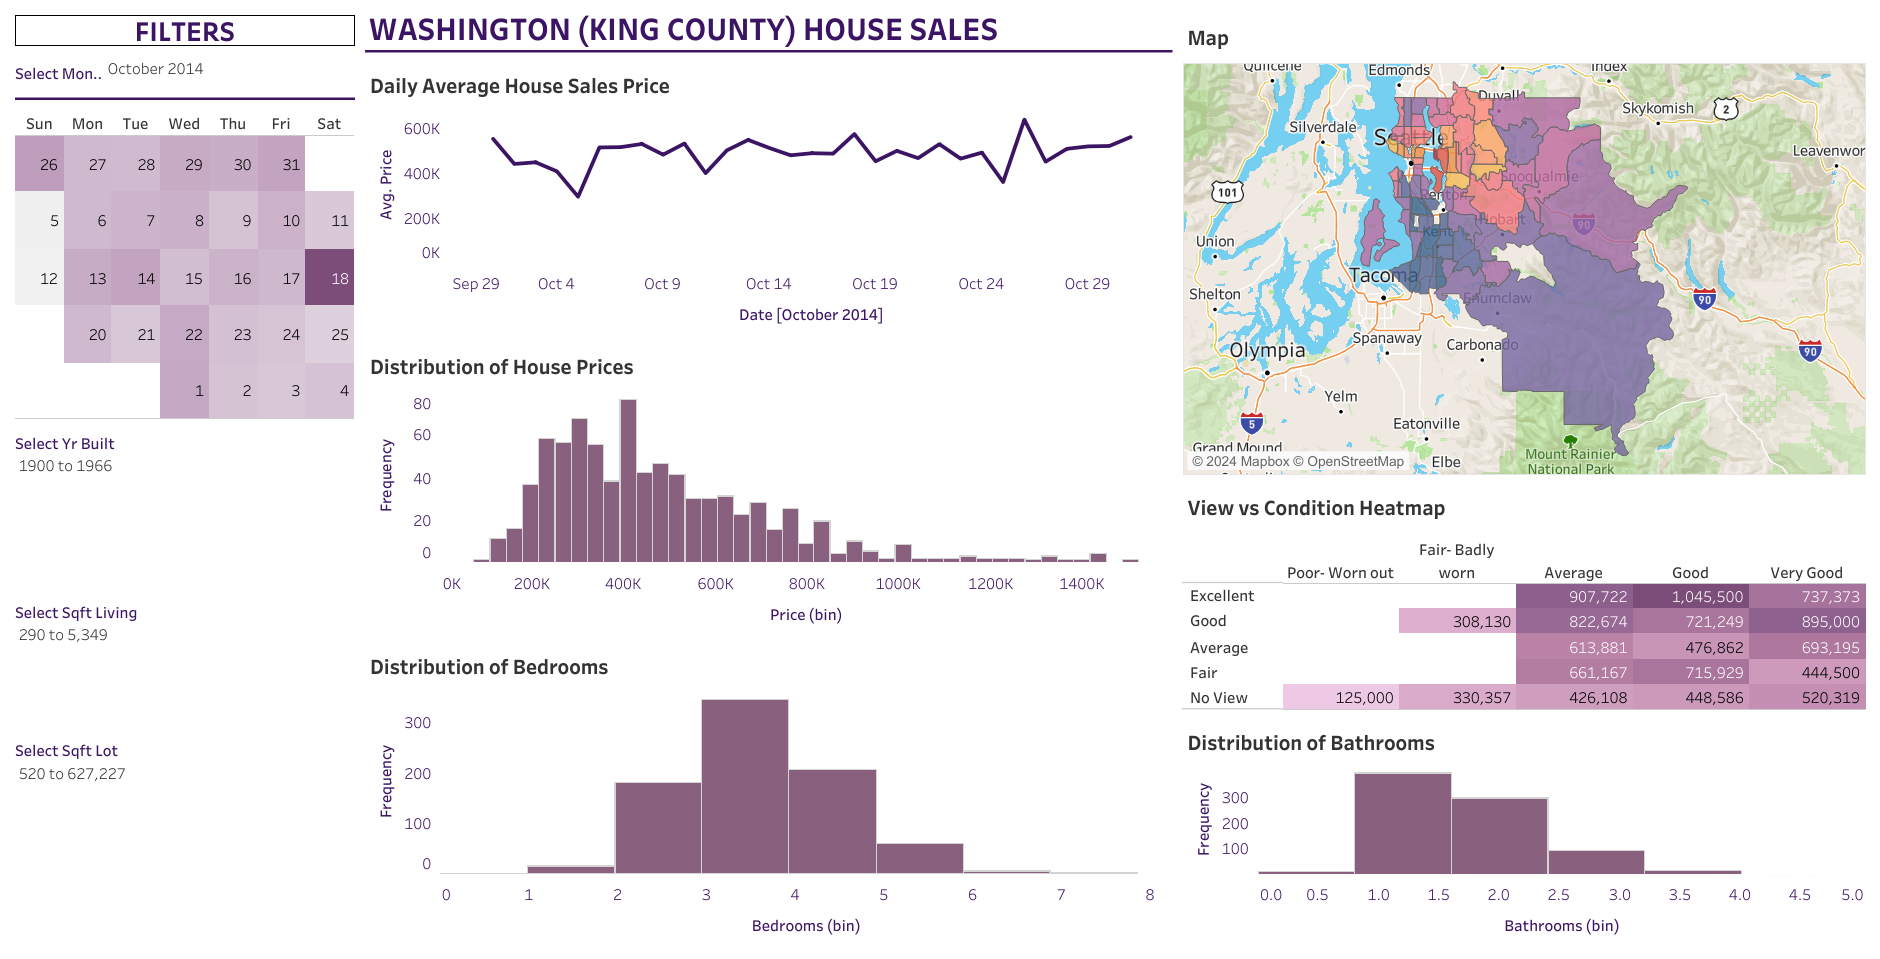 FILTERS
Select Mon.. October 2014
Sun Mon Tue Wed Thu Fri Sat
26 27 28 29 30 31
5 6 7 8 9 10 11
12 13 14 15 16 17 18
20 21 22 23 24 25
1 2 3 4
Select Yr Built
1900 to 1966
Select Sqft Living
290 to 5,349
Select Sqft Lot
520 to 627,227
WASHINGTON (KING COUNTY) HOUSE SALES
Daily Average House Sales Price
Avg. Price
600K
400K
200K
0K
Sep 29 Oct 4 Oct 9 Oct 14 Oct 19 Oct 24 Oct 29
Date [October 2014]
Distribution of House Prices
Frequency
80
60
40
20
0
0K 200K 400K 600K 800K 1000K 1200K 1400K
Price (bin)
Distribution of Bedrooms
Frequency
300
200
100
0
0 1 2 3 4 5 6 7 8
Bedrooms (bin)
Map
Quilcene
Edmonds
Index
Duvall
Skykomish
2
Silverdale
Seattle
Leavenwor
101
Snoqualmie
Renton
Hobart
90
Kent
Union
Tacoma
Shelton
Enumclaw
90
Spanaway
Carbonado
Olympia
90
Yelm
5
Eatonville
Grand Mound
Elbe
Mount Rainier
National Park
© 2024 Mapbox © OpenStreetMap
View vs Condition Heatmap
Fair- Badly
Poor- Worn out worn Average Good Very Good
Excellent 907,722 1,045,500 737,373
Good 308,130 822,674 721,249 895,000
Average 613,881 476,862 693,195
Fair 661,167 715,929 444,500
No View 125,000 330,357 426,108 448,586 520,319
Distribution of Bathrooms
Frequency
300
200
100
0.0 0.5 1.0 1.5 2.0 2.5 3.0 3.5 4.0 4.5 5.0
Bathrooms (bin)